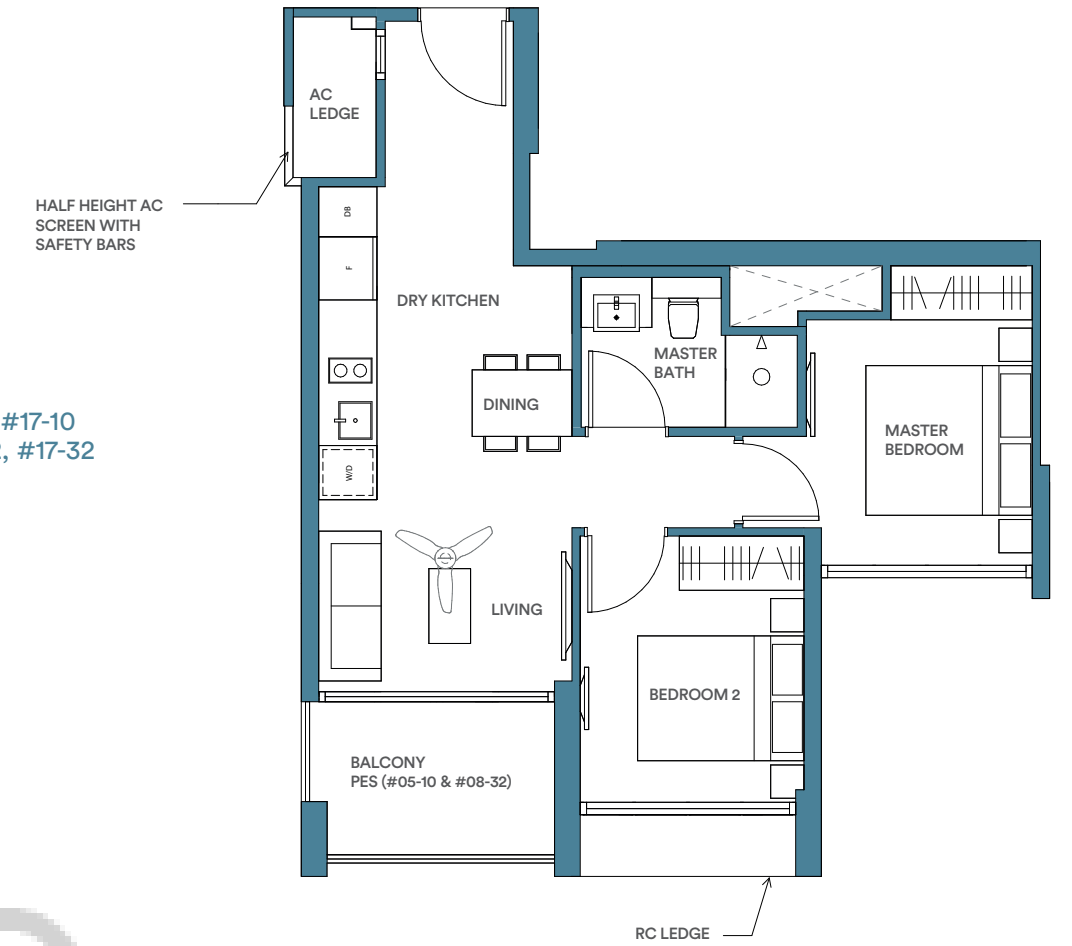 AC
LEDGE
HALF HEIGHT AC
SCREEN WITH
SAFETY BARS
DB
F
DRY KITCHEN
MASTER
BATH
DINING
MASTER
BEDROOM
#17-10
, #17-32
W/D
LIVING
BEDROOM 2
BALCONY
PES (#05-10 & #08-32)
RC LEDGE